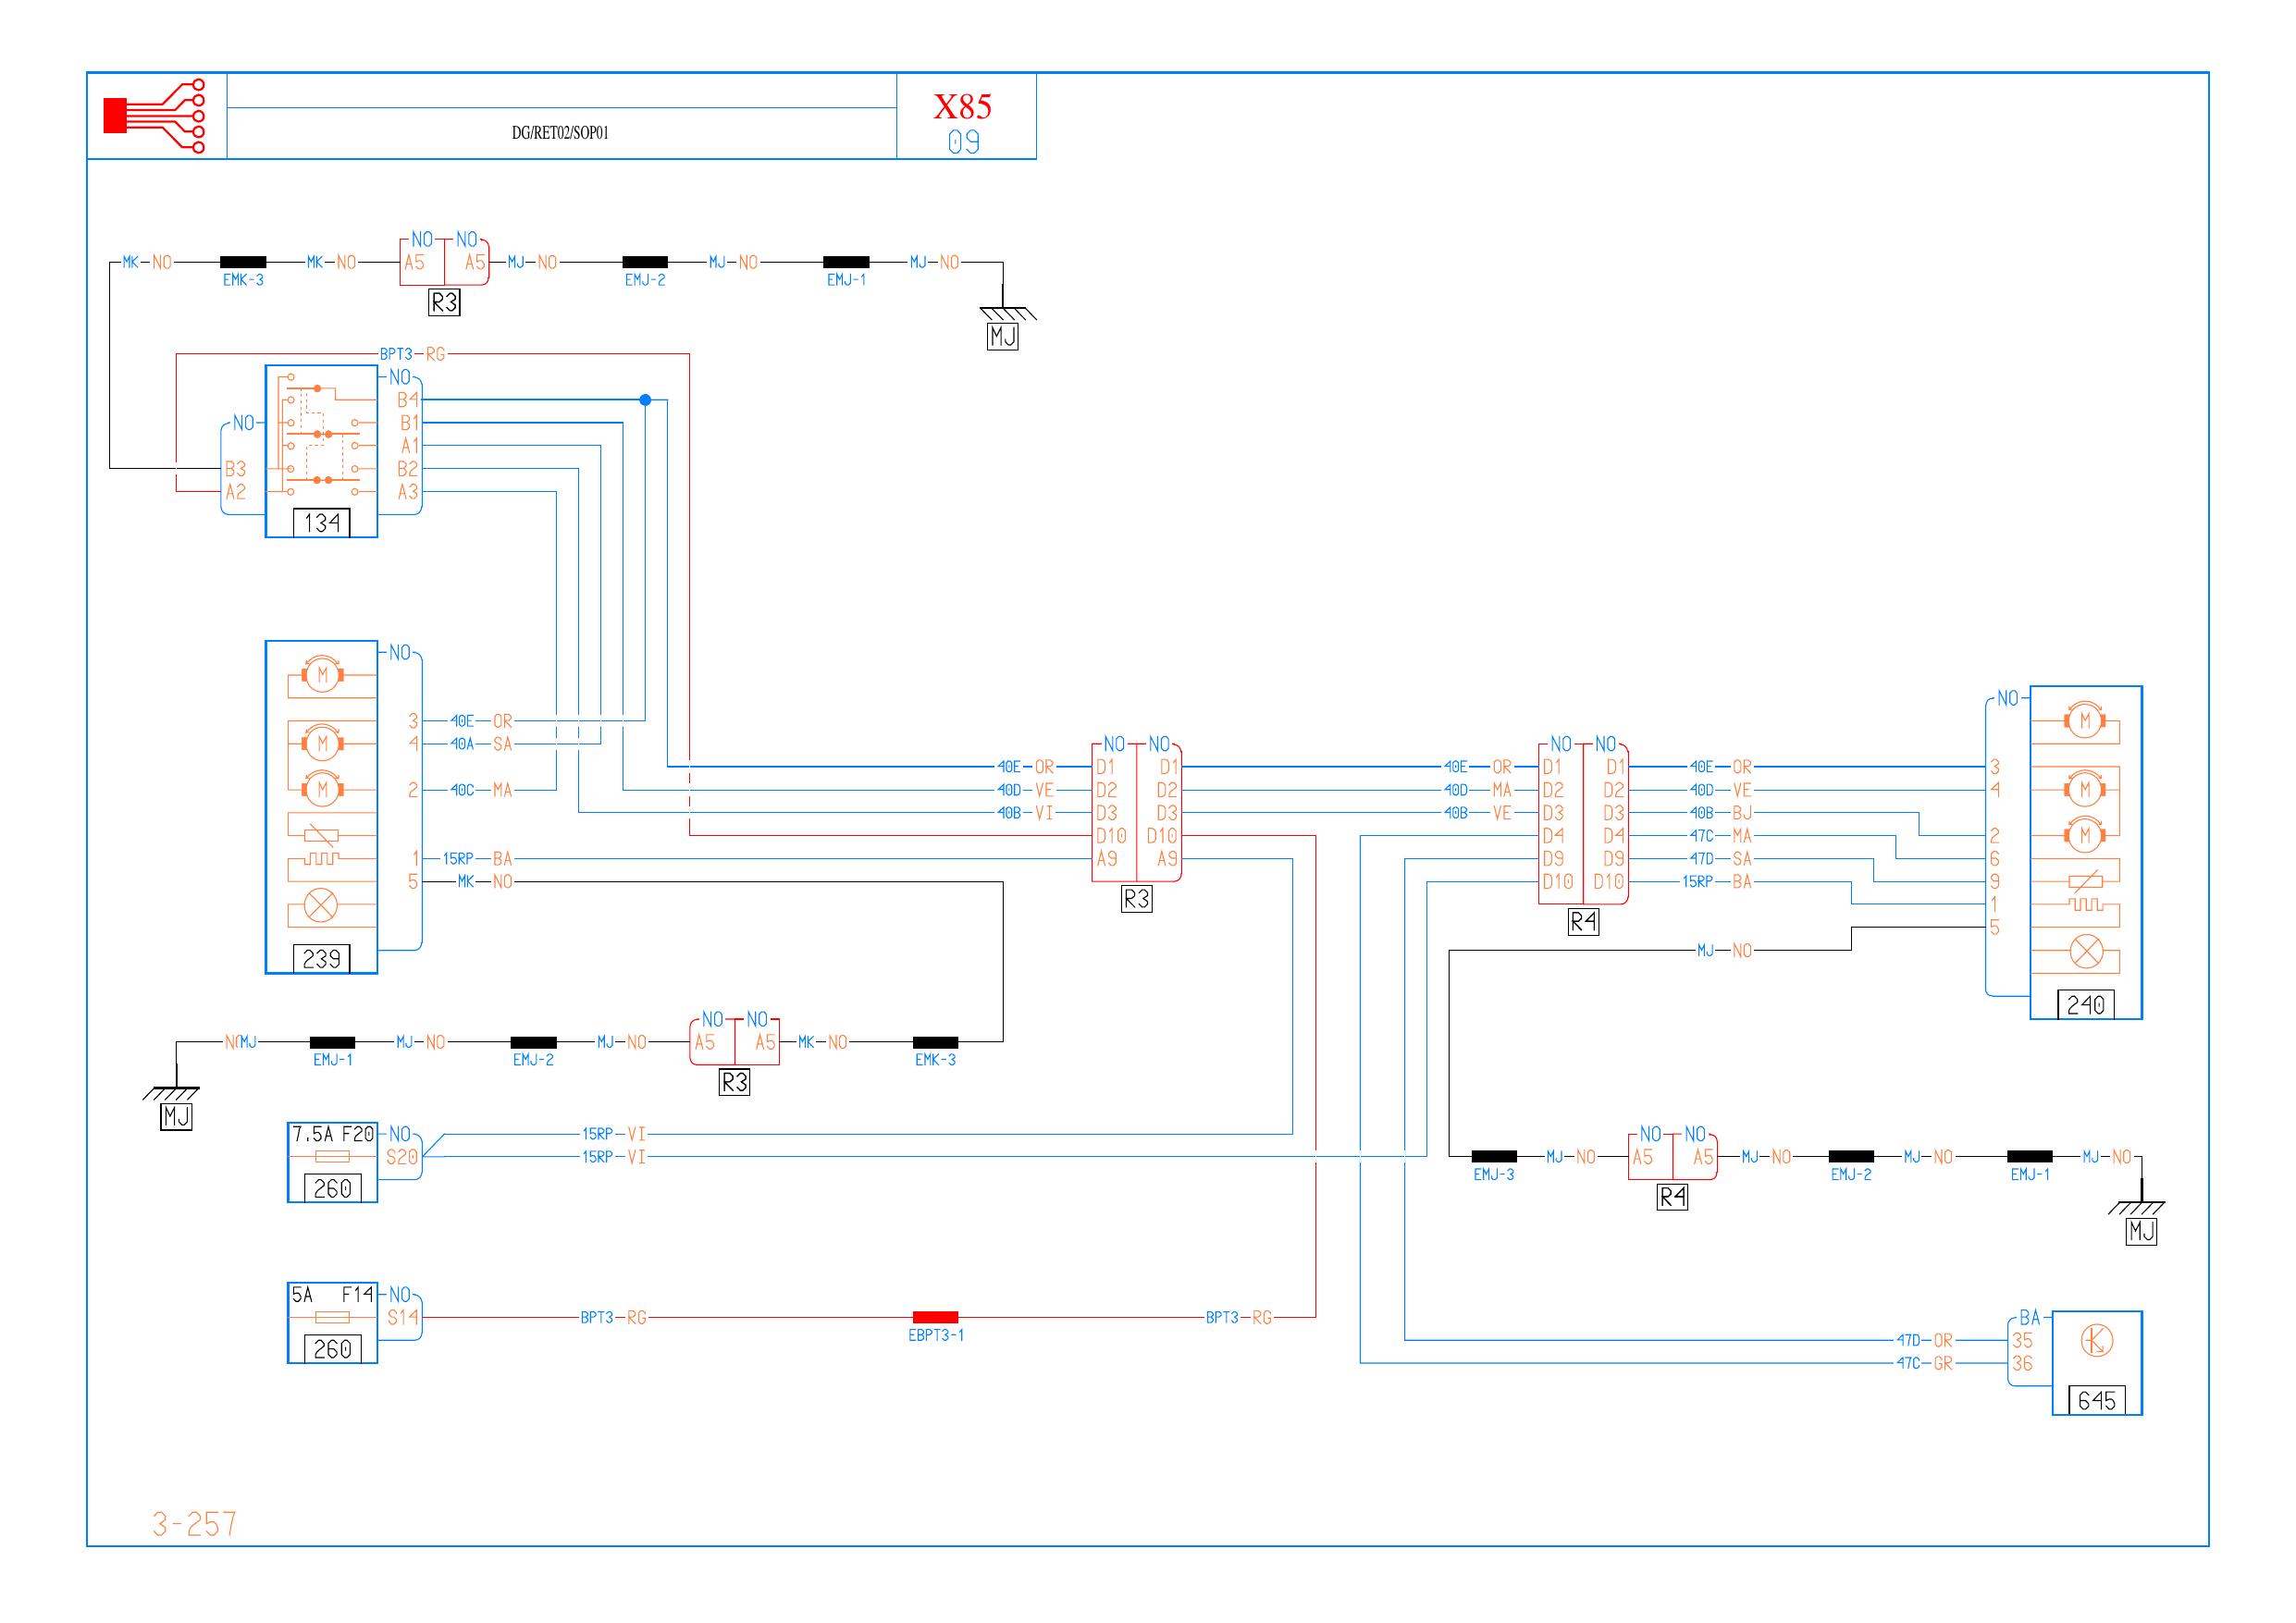 X85
DG/RET02/SOP01
09
NO NO
MK NO MK NO A5 A5 MJ NO MJ NO MJ NO
EMK-3 EMJ-2 EMJ-1
R3
MJ
BPT3 RG
NO
B4
NO B1
A1
B3 B2
A2 A3
134
NO
NO
3 40E OR
4 40A SA NO NO NO NO
40E OR D1 D1 40E OR D1 D1 40E OR 3
2 40C MA 40D VE D2 D2 40D MA D2 D2 40D VE 4
40B VI D3 D3 40B VE D3 D3 40B BJ
D10 D10 D4 D4 47C MA 2
1 15RP BA A9 A9 D9 D9 47D SA 6
5 MK NO D10 D10 15RP BA 9
R3 1
R4 5
MJ NO
M M M
M M M
239
240
NO NO
NO MJ MJ NO MJ NO A5 A5 MK NO
EMJ-1 EMJ-2 EMK-3
R3
MJ
7.5A F20 NO 15RP VI
S20 15RP VI
260
NO NO
MJ NO A5 A5 MJ NO MJ NO MJ NO
EMJ-3 EMJ-2 EMJ-1
R4
MJ
5A F14 NO
S14 BPT3 RG BPT3 RG
EBPT3-1
260
BA
47D OR 35
47C GR 36
K
645
3-257